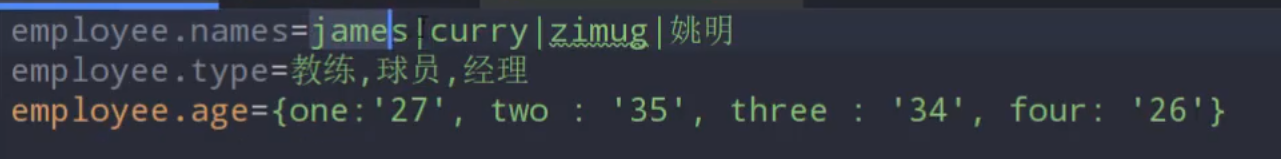 employee.names=james|curry|zimug|姚明
employee.type=教练,球员,经理
employee.age={one:'27', two : '35', three : '34', four: '26'}